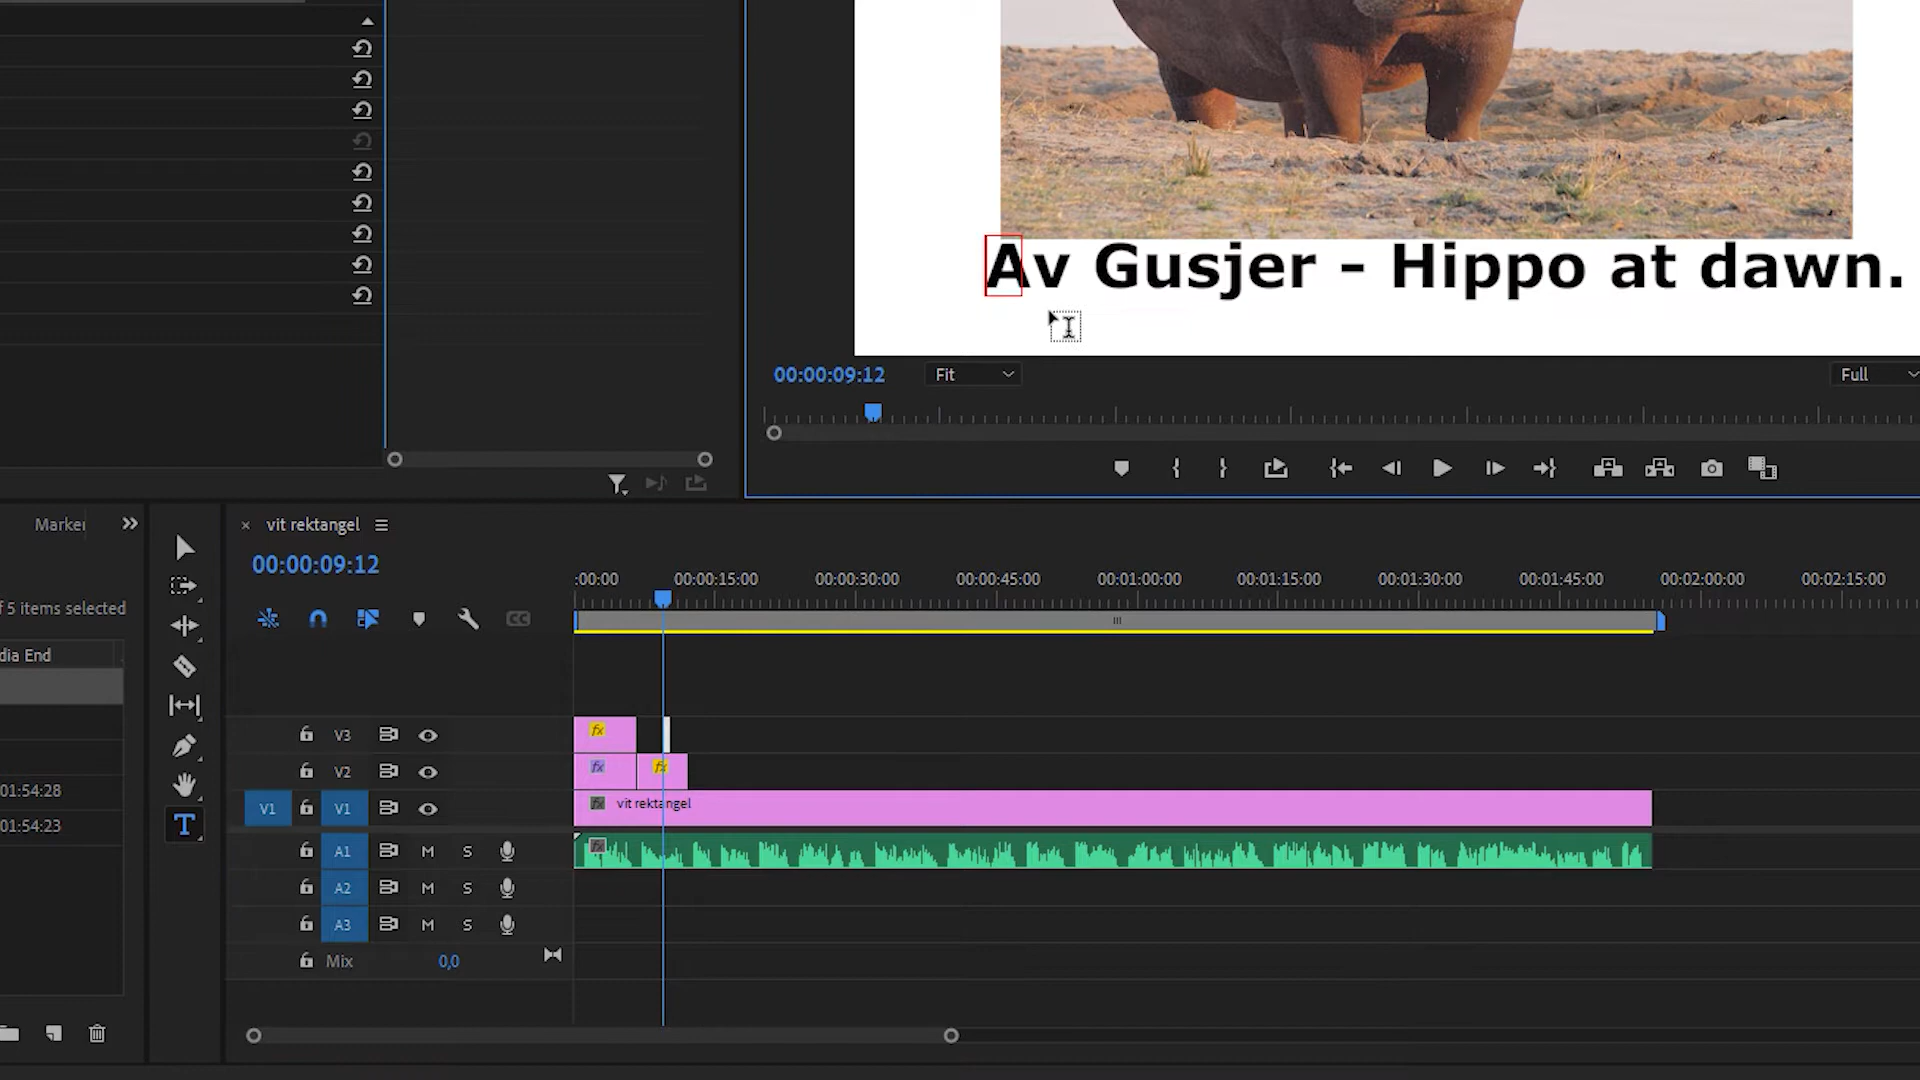 Av Gusjer - Hippo at dawn.
00:00:09:12
Fit
Full
Marker
vit rektangel
00:00:09:12
:00:00
00:00:15:00
00:00:30:00
00:00:45:00
00:01:00:00
00:01:15:00
00:01:30:00
00:01:45:00
00:02:00:00
00:02:15:00
f 5 items selected
dia End
01:54:28
01:54:23
CC
V3
fx
V2
fx
fx
V1
V1
fx
vit rektangel
A1
M
S
fx
A2
M
S
A3
M
S
Mix
0,0
T